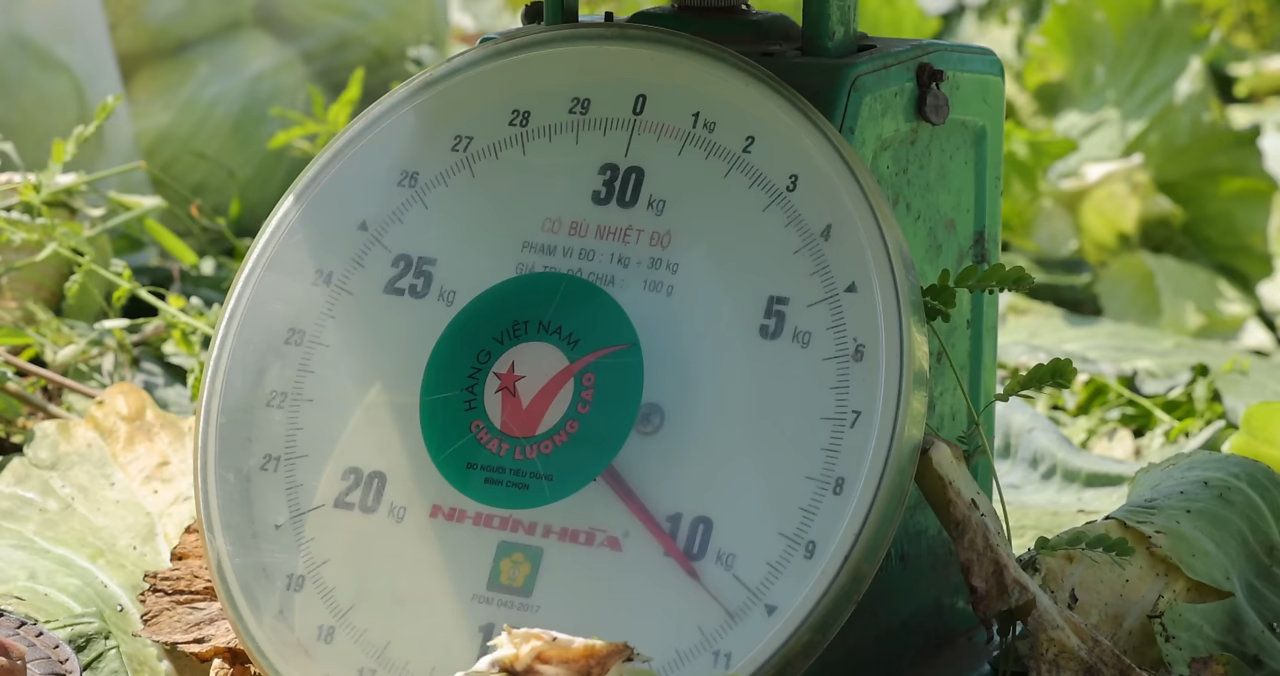 0
1 kg
2
3
4
5 kg
6
7
8
9
10 kg
11
18
19
20 kg
21
22
23
24
25 kg
26
27
28
29
30 kg
CÓ BÙ NHIỆT ĐỘ
PHẠM VI ĐO : 1 kg ÷ 30 kg
GIÁ TRỊ ĐỘ CHIA : 100 g
HÀNG VIỆT NAM
CHẤT LƯỢNG CAO
DO NGƯỜI TIÊU DÙNG
BÌNH CHỌN
NHƠN HÒA®
PDM 043-2017